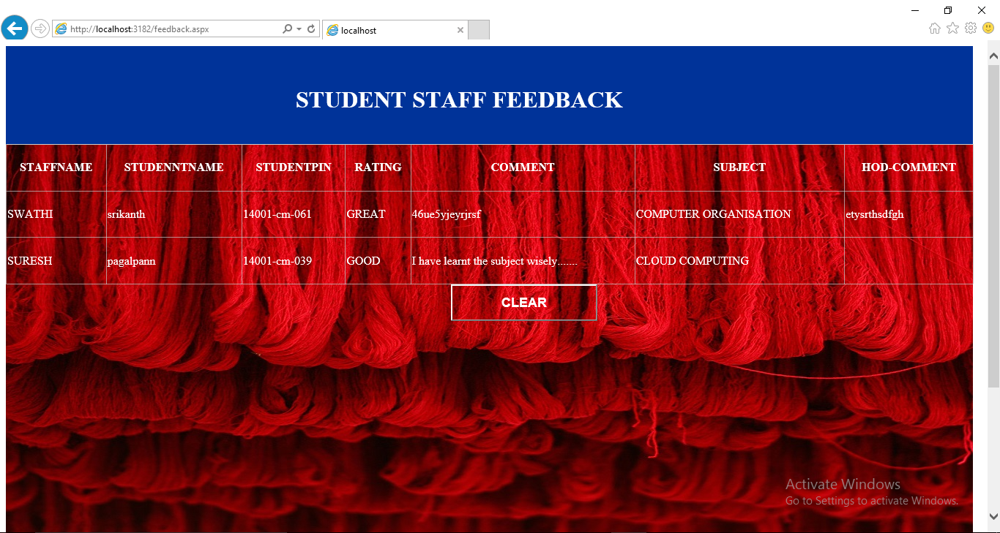 http://localhost:3182/feedback.aspx
localhost
STUDENT STAFF FEEDBACK
STAFFNAME STUDENNTNAME STUDENTPIN RATING COMMENT SUBJECT HOD-COMMENT
SWATHI srikanth 14001-cm-061 GREAT 46ue5yjeyrjrsf COMPUTER ORGANISATION etysrthsdfgh
SURESH pagalpann 14001-cm-039 GOOD I have learnt the subject wisely....... CLOUD COMPUTING
CLEAR
Activate Windows
Go to Settings to activate Windows.